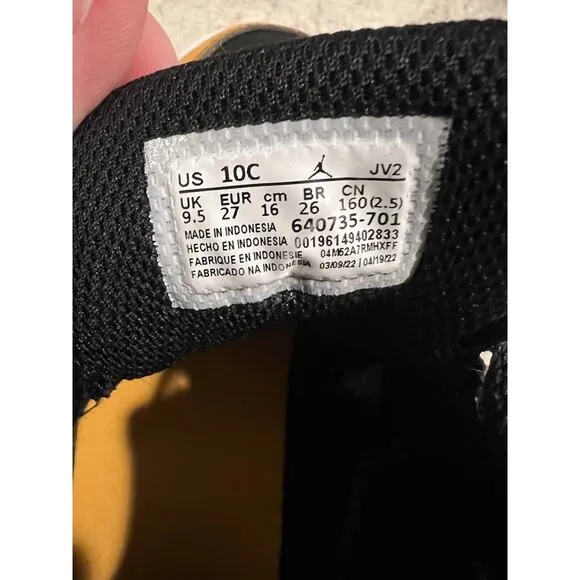 US 10C JV2
UK EUR cm BR CN
9.5 27 16 26 160(2.5)
MADE IN INDONESIA 640735-701
HECHO EN INDONESIA 00196149402833
FABRIQUE EN INDONESIE 04M52A7RMHXFF
FABRICADO NA INDONESIA 03/09/22 | 04/19/22